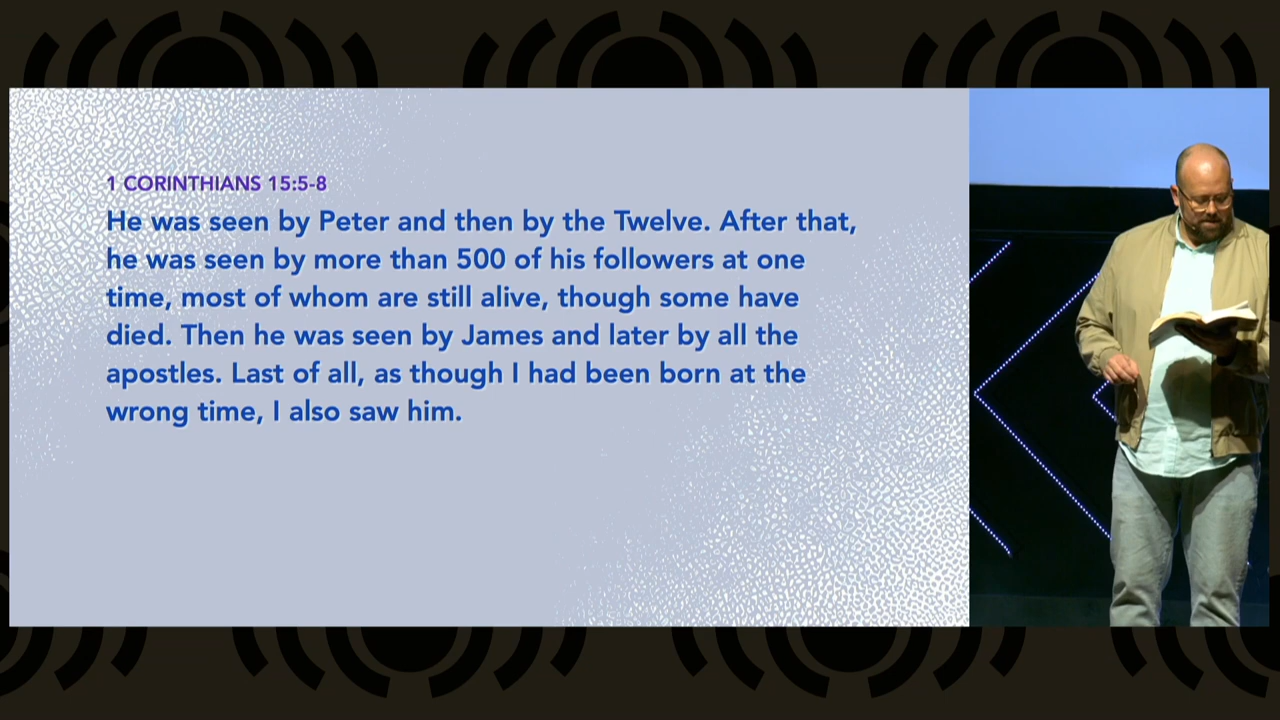 1 CORINTHIANS 15:5-8
He was seen by Peter and then by the Twelve. After that,
he was seen by more than 500 of his followers at one
time, most of whom are still alive, though some have
died. Then he was seen by James and later by all the
apostles. Last of all, as though I had been born at the
wrong time, I also saw him.